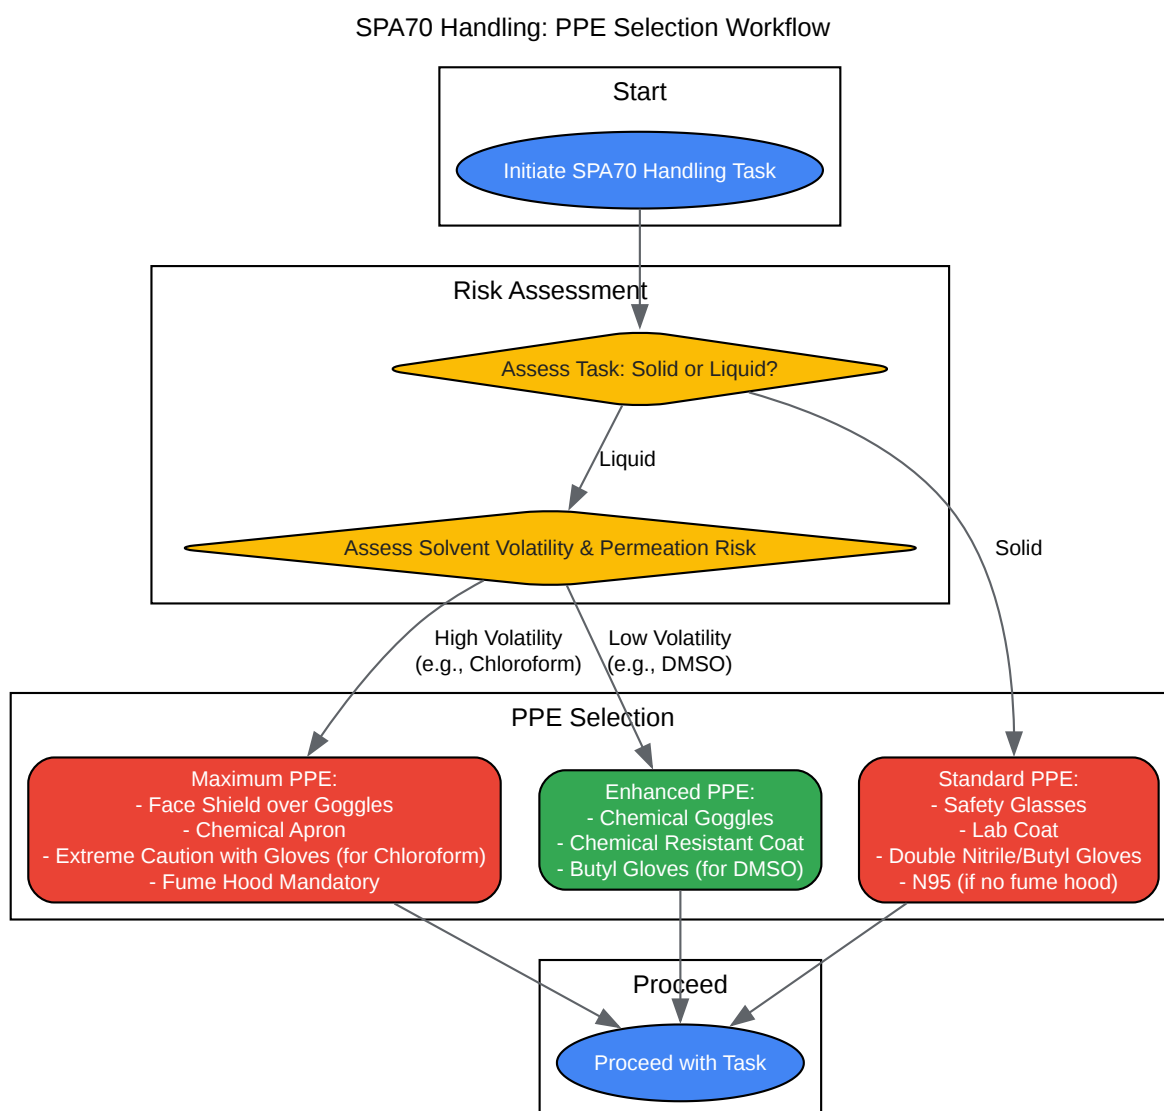 SPA70 Handling: PPE Selection Workflow
Start
Initiate SPA70 Handling Task
Risk Assessment
Assess Task: Solid or Liquid?
Liquid
Assess Solvent Volatility & Permeation Risk
Solid
High Volatility
(e.g., Chloroform)
Low Volatility
(e.g., DMSO)
PPE Selection
Maximum PPE:
- Face Shield over Goggles
- Chemical Apron
- Extreme Caution with Gloves (for Chloroform)
- Fume Hood Mandatory
Enhanced PPE:
- Chemical Goggles
- Chemical Resistant Coat
- Butyl Gloves (for DMSO)
Standard PPE:
- Safety Glasses
- Lab Coat
- Double Nitrile/Butyl Gloves
- N95 (if no fume hood)
Proceed
Proceed with Task